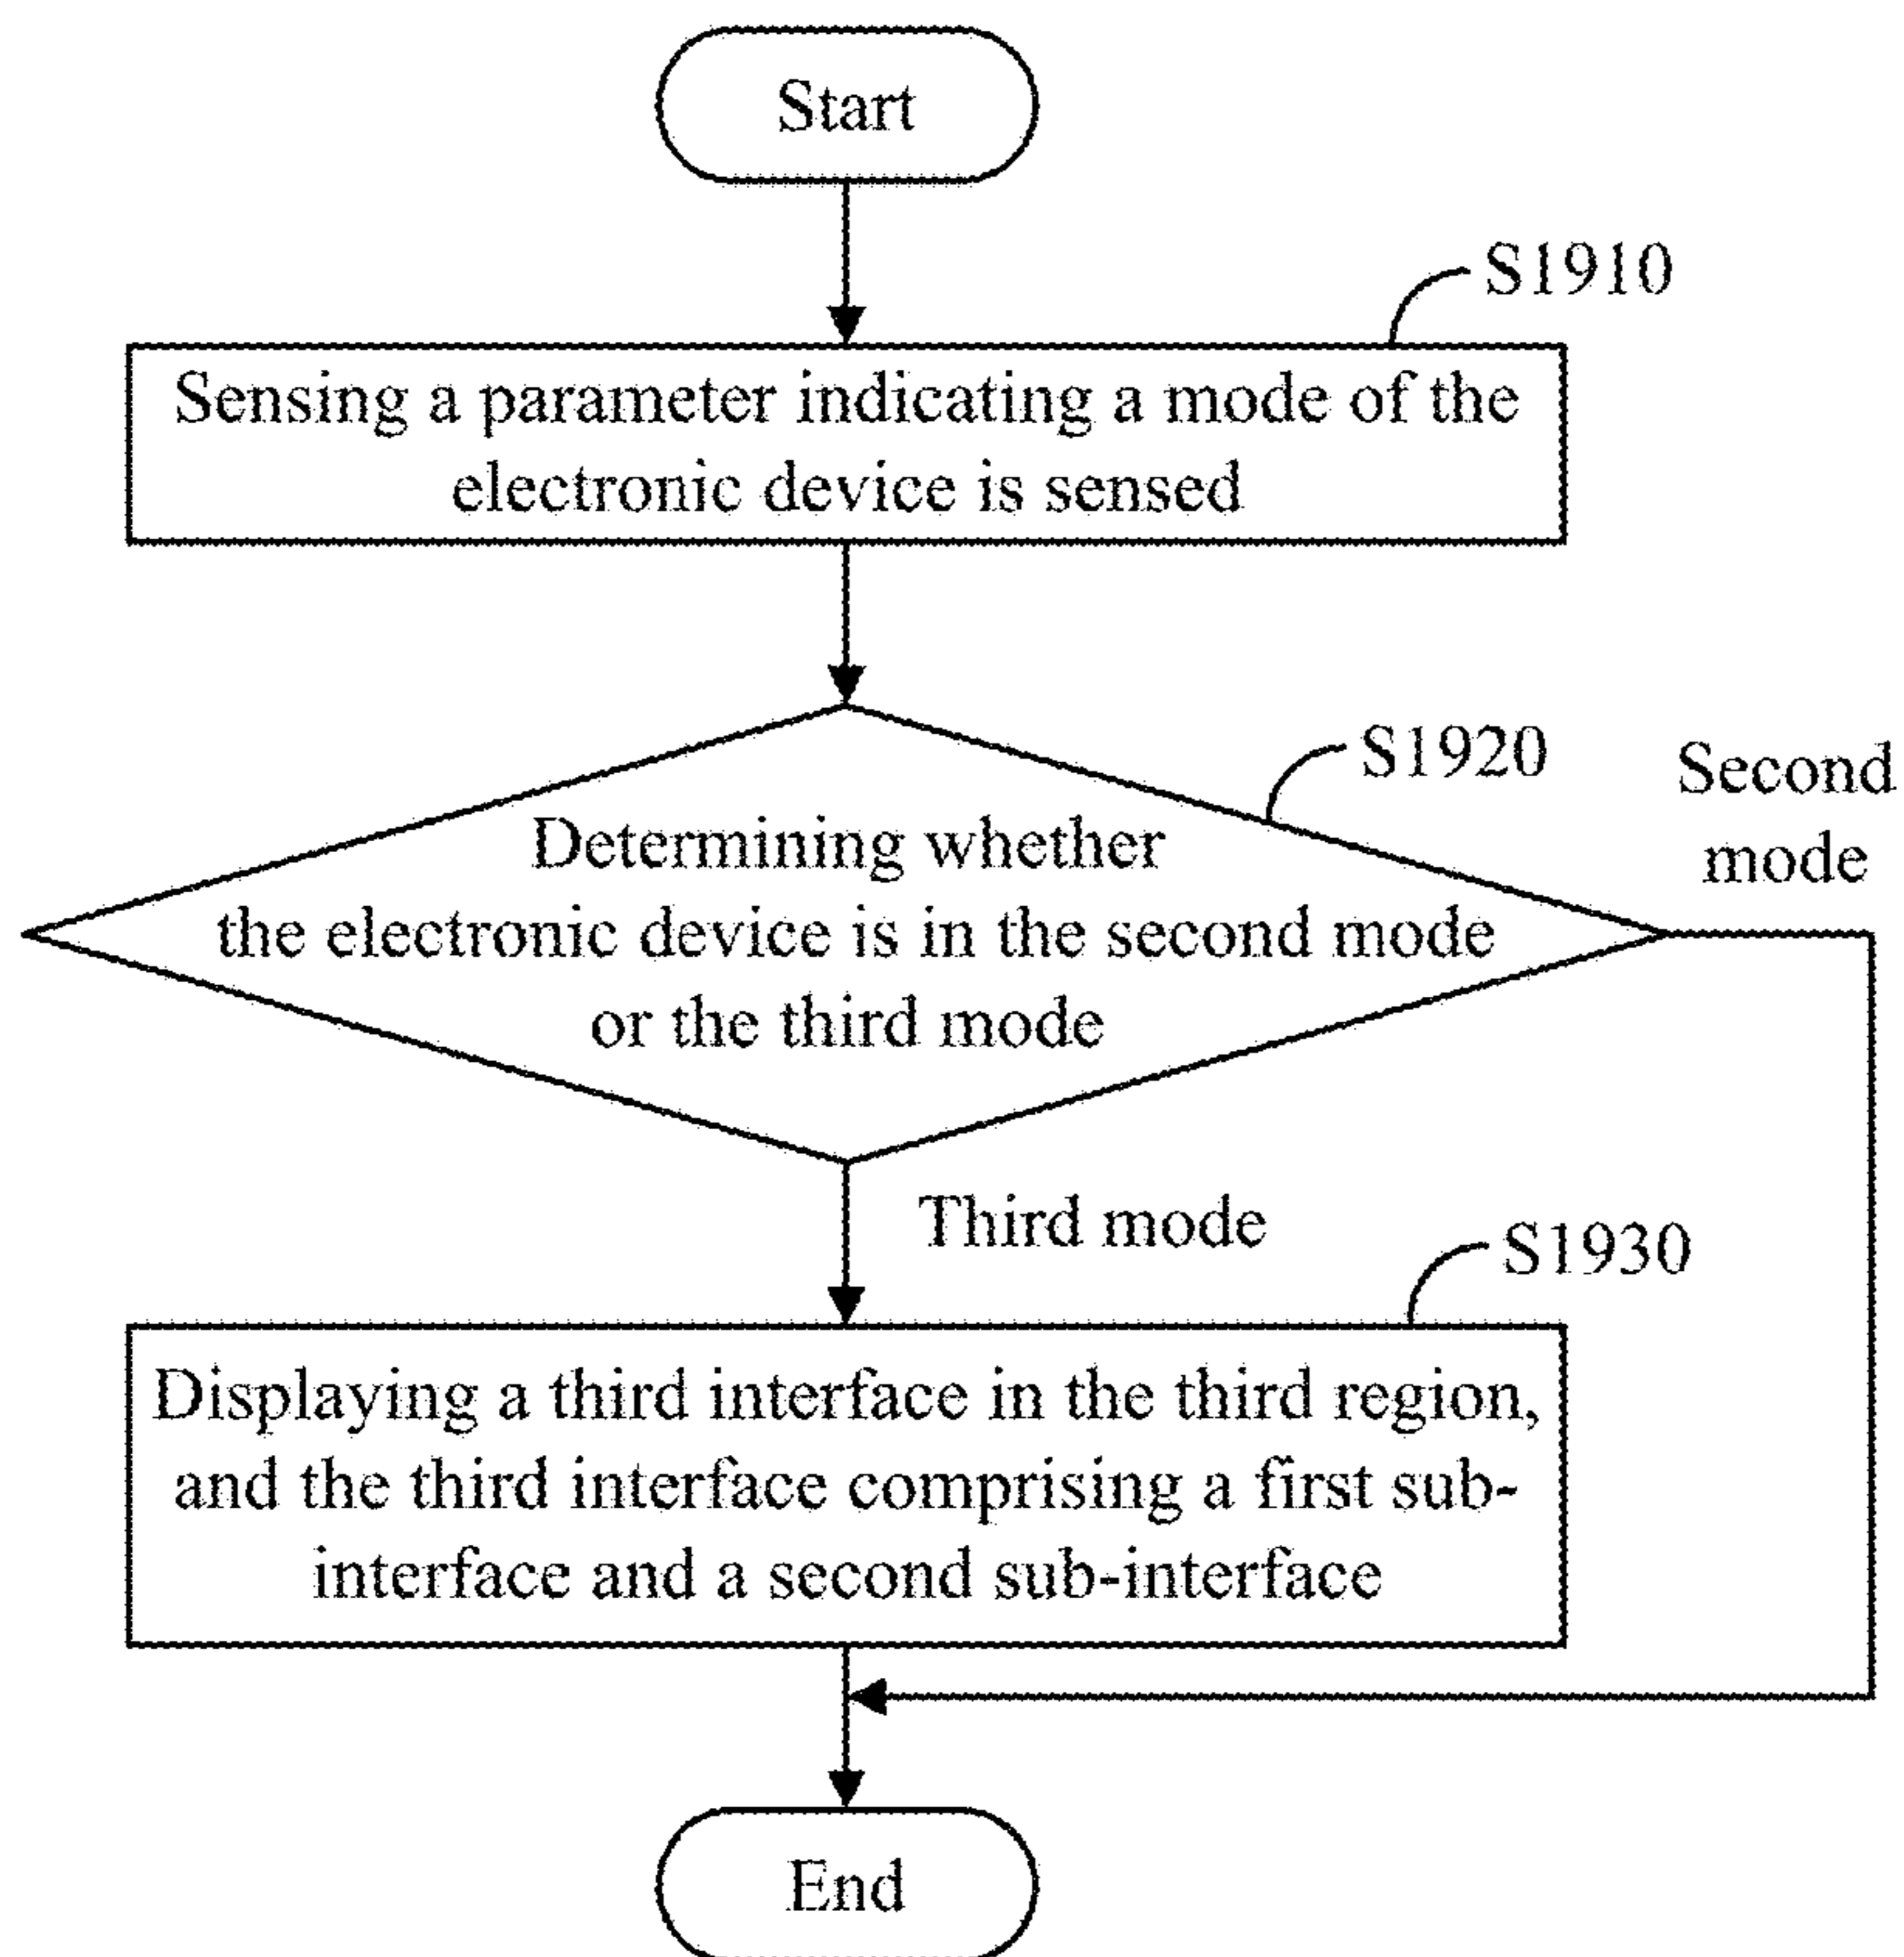 Start
S1910
Sensing a parameter indicating a mode of the
electronic device is sensed
S1920
Second
mode
Determining whether
the electronic device is in the second mode
or the third mode
Third mode
S1930
Displaying a third interface in the third region,
and the third interface comprising a first sub-
interface and a second sub-interface
End